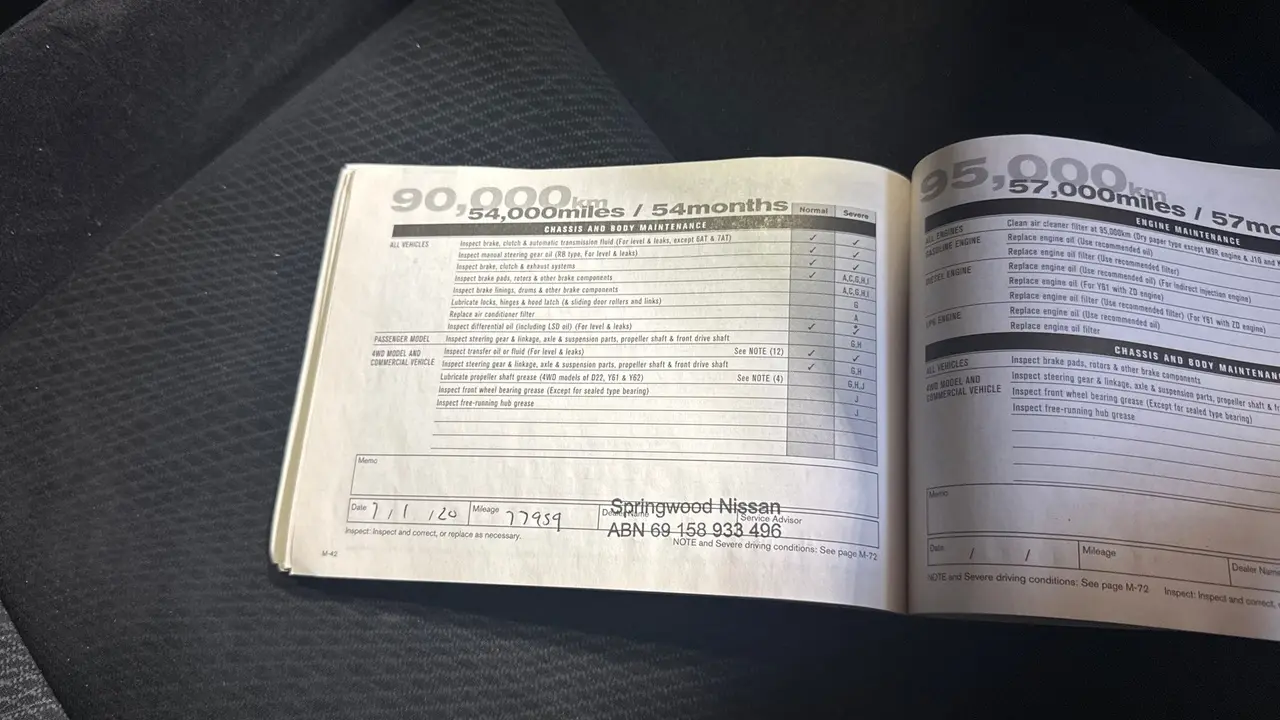 90,000km
54,000miles / 54months
Normal Severe
CHASSIS AND BODY MAINTENANCE
ALL VEHICLES Inspect brake, clutch & automatic transmission fluid (For level & leaks, except 6AT & 7AT) ✓ ✓
Inspect manual steering gear oil (RB type, For level & leaks) ✓ ✓
Inspect brake, clutch & exhaust systems ✓ ✓
Inspect brake pads, rotors & other brake components ✓ A,C,G,H,I
Inspect brake linings, drums & other brake components A,C,G,H,I
Lubricate locks, hinges & hood latch (& sliding door rollers and links) G
Replace air conditioner filter A
Inspect differential oil (including LSD oil) (For level & leaks) ✓ ✓
PASSENGER MODEL Inspect steering gear & linkage, axle & suspension parts, propeller shaft & front drive shaft G,H
4WD MODEL AND COMMERCIAL VEHICLE Inspect transfer oil or fluid (For level & leaks) See NOTE (12) ✓ ✓
Inspect steering gear & linkage, axle & suspension parts, propeller shaft & front drive shaft ✓ G,H
Lubricate propeller shaft grease (4WD models of D22, Y61 & Y62) See NOTE (4) G,H,J
Inspect front wheel bearing grease (Except for sealed type bearing) J
Inspect free-running hub grease J
Memo
Date 7/1/20 Mileage 77959 Dealer Name Springwood Nissan
Service Advisor
ABN 69 158 933 496
Inspect: Inspect and correct, or replace as necessary.
NOTE and Severe driving conditions: See page M-72
M-42
95,000km
57,000miles / 57mo
ENGINE MAINTENANCE
ALL ENGINES Clean air cleaner filter at 95,000km (Dry paper type except M9R engine & J10 and
GASOLINE ENGINE Replace engine oil (Use recommended oil)
Replace engine oil filter (Use recommended filter)
DIESEL ENGINE Replace engine oil (Use recommended oil) (For indirect injection engine)
Replace engine oil (For Y61 with ZD engine)
Replace engine oil filter (Use recommended filter) (For Y61 with ZD engine)
LPG ENGINE Replace engine oil (Use recommended oil)
Replace engine oil filter
CHASSIS AND BODY MAINTENAN
ALL VEHICLES Inspect brake pads, rotors & other brake components
4WD MODEL AND COMMERCIAL VEHICLE Inspect steering gear & linkage, axle & suspension parts, propeller shaft &
Inspect front wheel bearing grease (Except for sealed type bearing)
Inspect free-running hub grease
Memo
Date / / Mileage Dealer Name
NOTE and Severe driving conditions: See page M-72 Inspect: Inspect and correct,